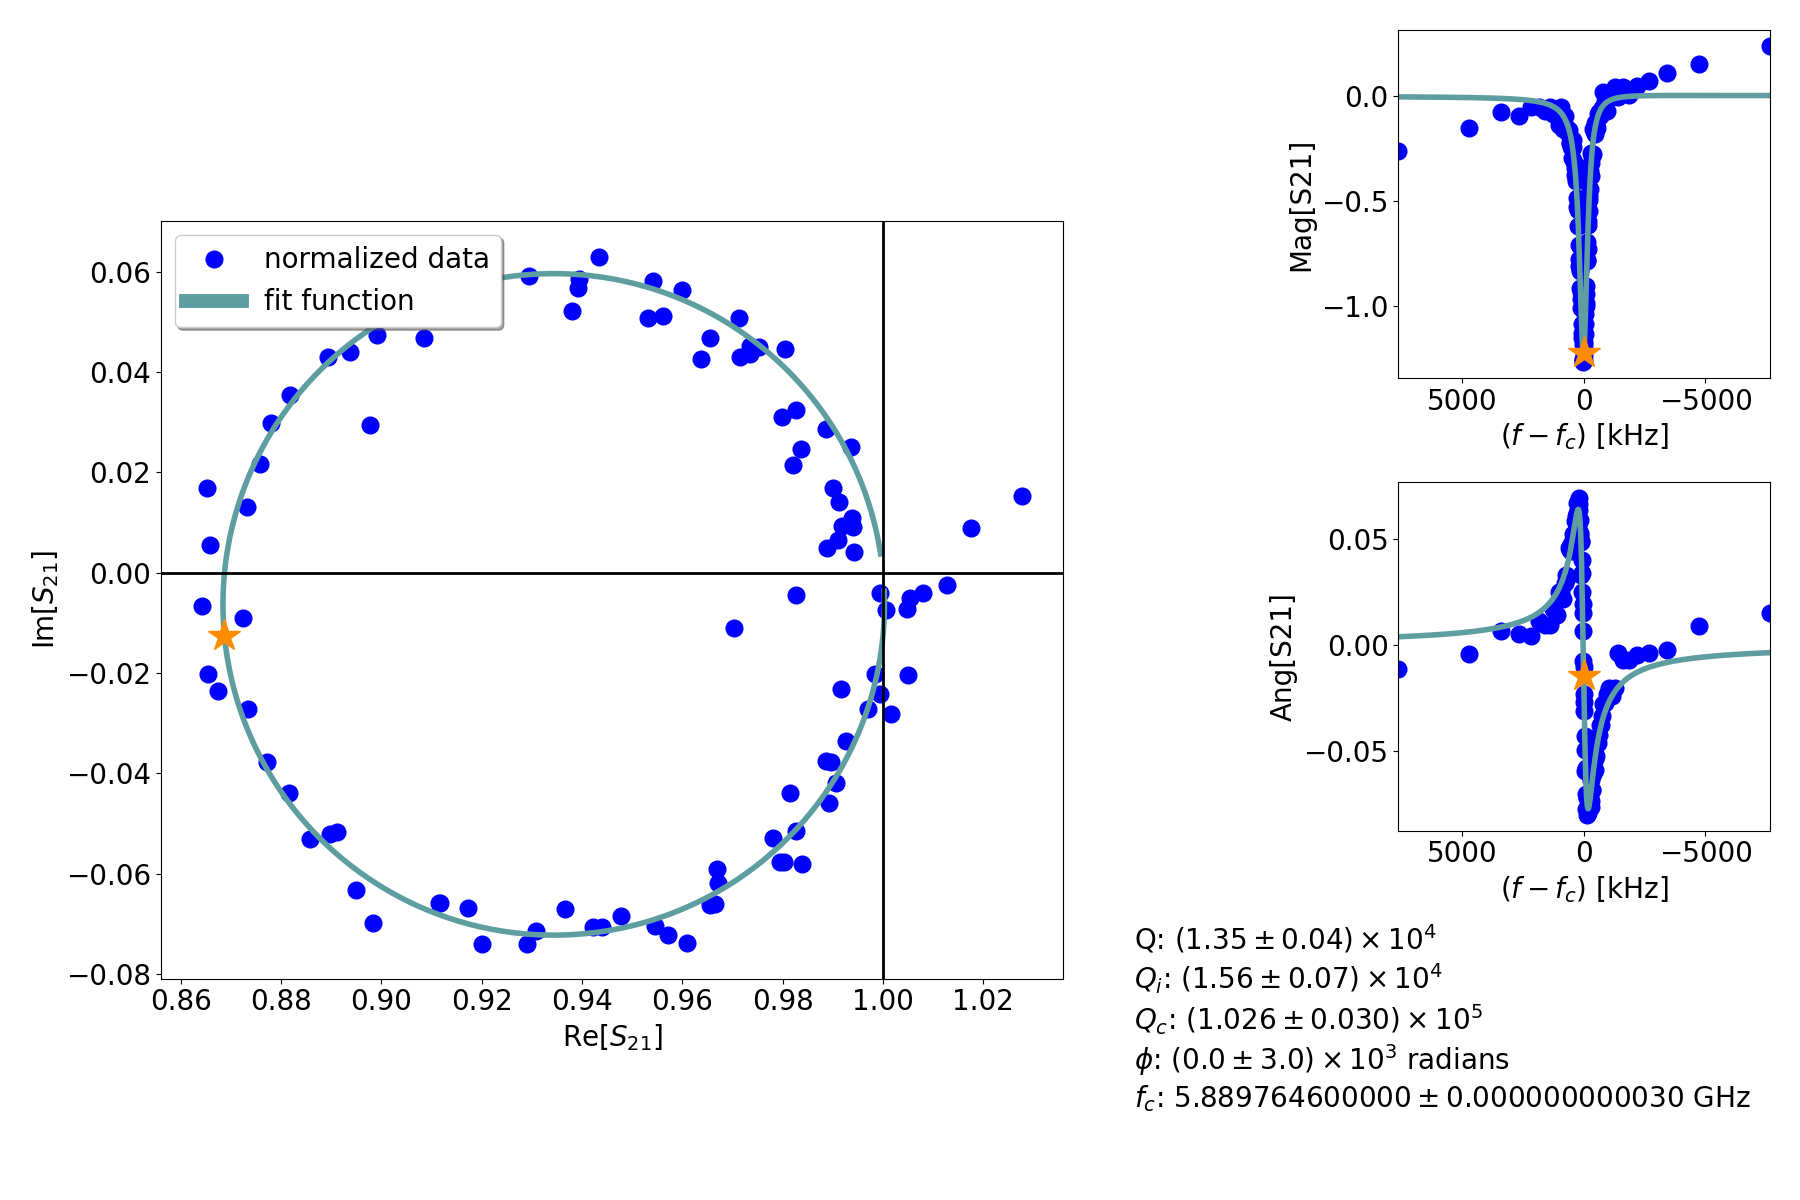 normalized data
fit function
0.06
0.04
0.02
0.00
−0.02
−0.04
−0.06
−0.08
Im[S21]
0.86 0.88 0.90 0.92 0.94 0.96 0.98 1.00 1.02
Re[S21]
0.0
−0.5
−1.0
Mag[S21]
5000 0 −5000
(f − fc) [kHz]
0.05
0.00
−0.05
Ang[S21]
5000 0 −5000
(f − fc) [kHz]
Q: (1.35 ± 0.04) × 10^4
Qi: (1.56 ± 0.07) × 10^4
Qc: (1.026 ± 0.030) × 10^5
ϕ: (0.0 ± 3.0) × 10^3 radians
fc: 5.889764600000 ± 0.000000000030 GHz